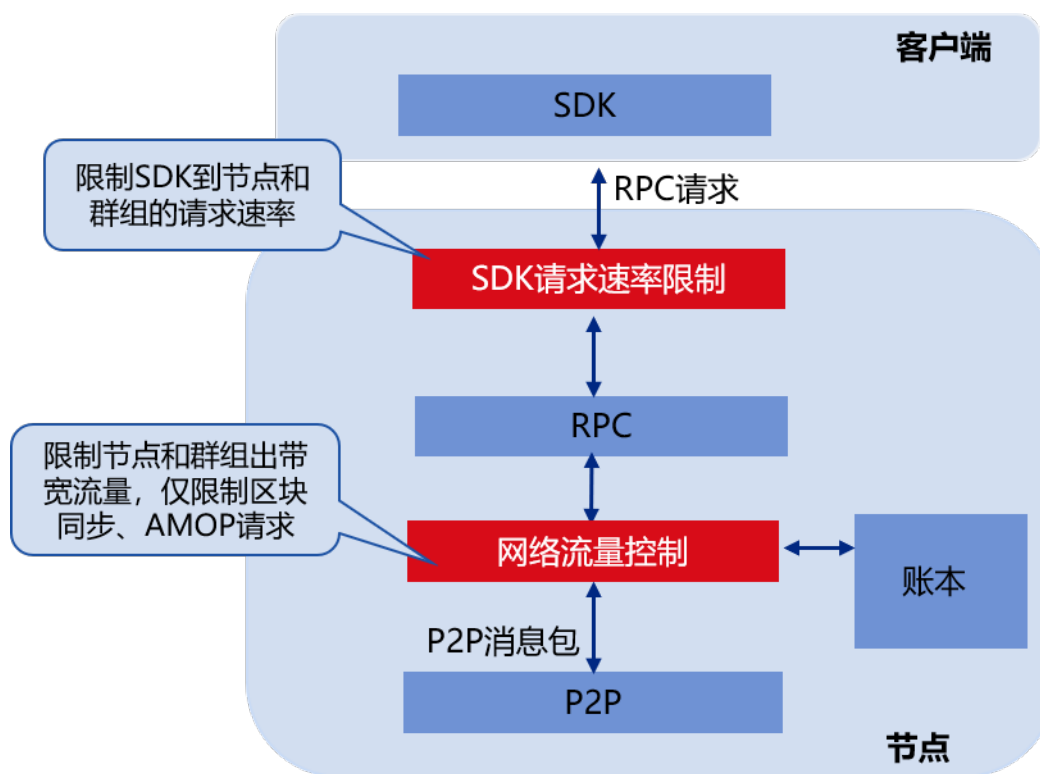 客户端
SDK
限制SDK到节点和
群组的请求速率
RPC请求
SDK请求速率限制
RPC
限制节点和群组出带
宽流量，仅限制区块
同步、AMOP请求
网络流量控制
账本
P2P消息包
P2P
节点